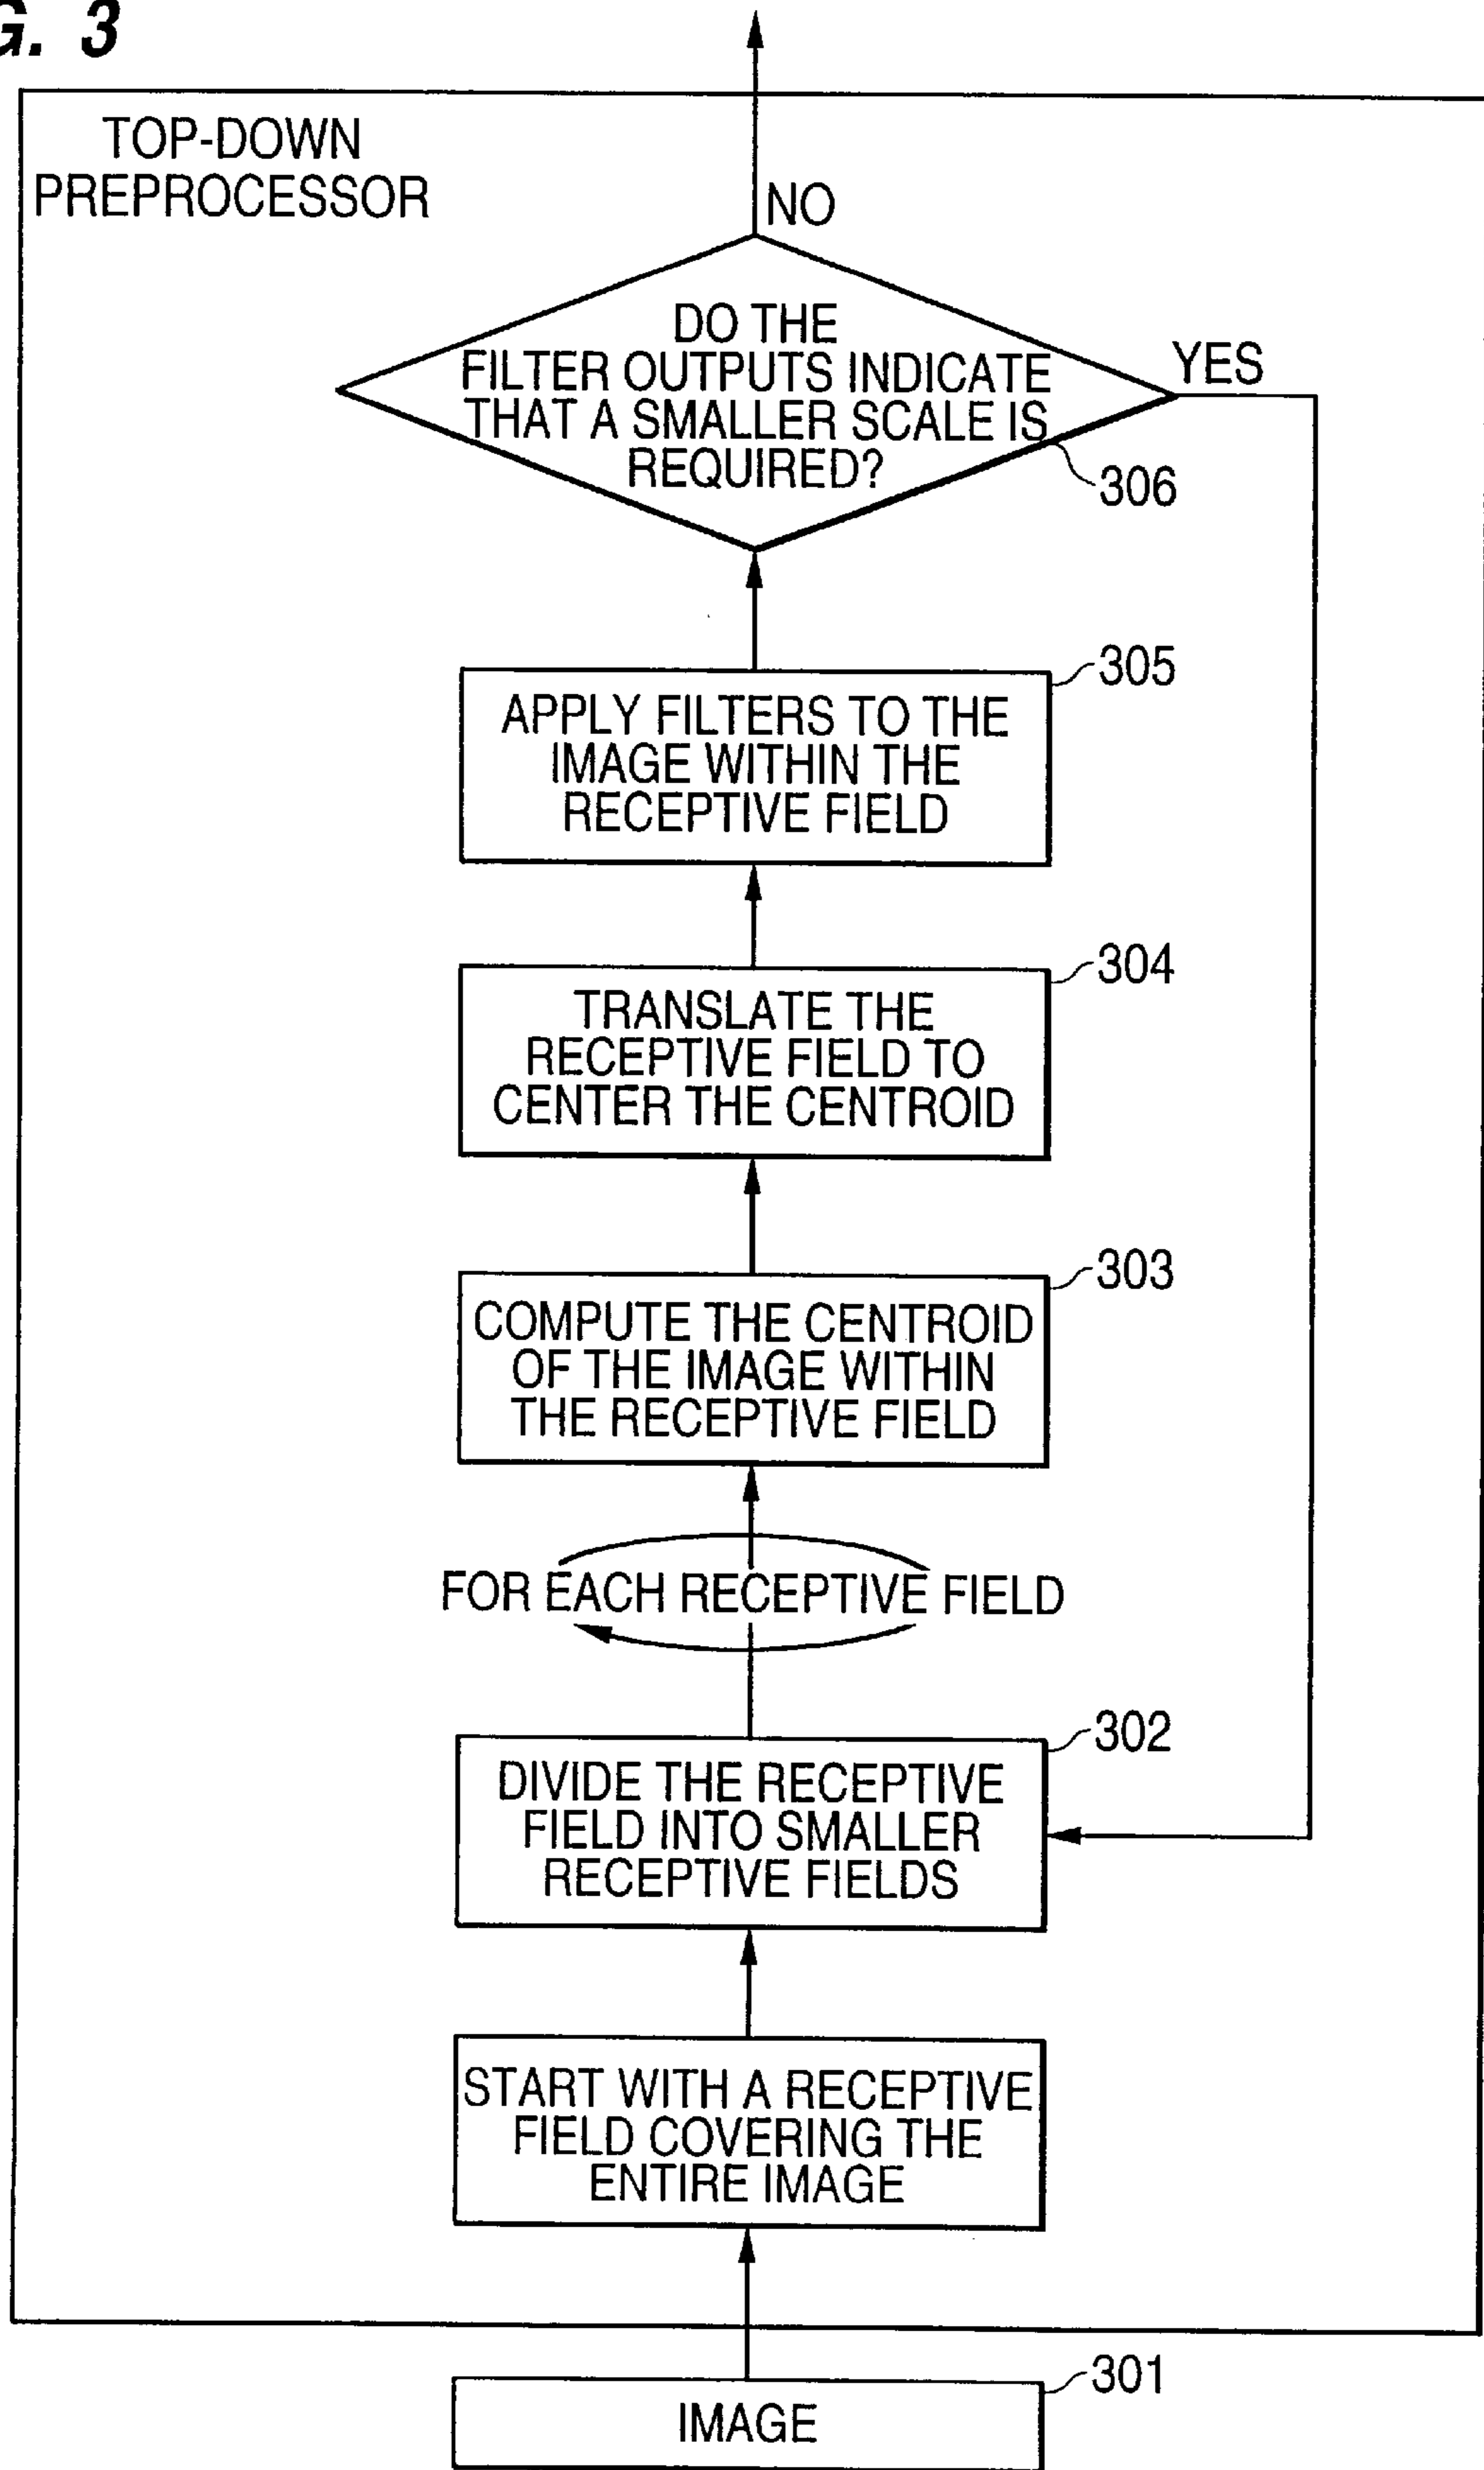 G. 3
TOP-DOWN
PREPROCESSOR
NO
DO THE
FILTER OUTPUTS INDICATE
THAT A SMALLER SCALE IS
REQUIRED?
YES
306
305
APPLY FILTERS TO THE
IMAGE WITHIN THE
RECEPTIVE FIELD
304
TRANSLATE THE
RECEPTIVE FIELD TO
CENTER THE CENTROID
303
COMPUTE THE CENTROID
OF THE IMAGE WITHIN
THE RECEPTIVE FIELD
FOR EACH RECEPTIVE FIELD
302
DIVIDE THE RECEPTIVE
FIELD INTO SMALLER
RECEPTIVE FIELDS
START WITH A RECEPTIVE
FIELD COVERING THE
ENTIRE IMAGE
301
IMAGE